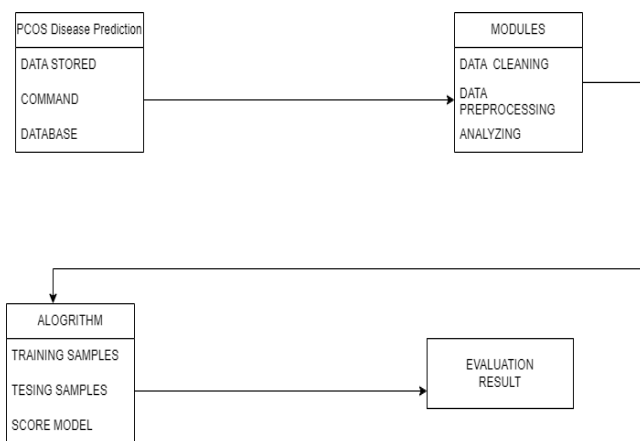 PCOS Disease Prediction
DATA STORED
COMMAND
DATABASE
MODULES
DATA CLEANING
DATA
PREPROCESSING
ANALYZING
ALOGRITHM
TRAINING SAMPLES
TESING SAMPLES
SCORE MODEL
EVALUATION
RESULT